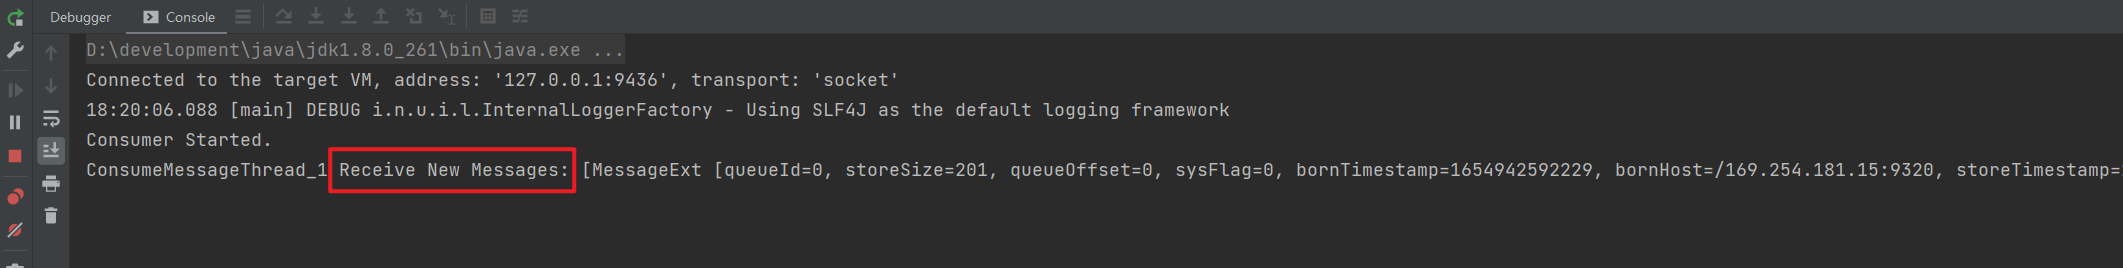 Debugger Console
D:\development\java\jdk1.8.0_261\bin\java.exe ...
Connected to the target VM, address: '127.0.0.1:9436', transport: 'socket'
18:20:06.088 [main] DEBUG i.n.u.i.l.InternalLoggerFactory - Using SLF4J as the default logging framework
Consumer Started.
ConsumeMessageThread_1 Receive New Messages: [MessageExt [queueId=0, storeSize=201, queueOffset=0, sysFlag=0, bornTimestamp=1654942592229, bornHost=/169.254.181.15:9320, storeTimestamp=